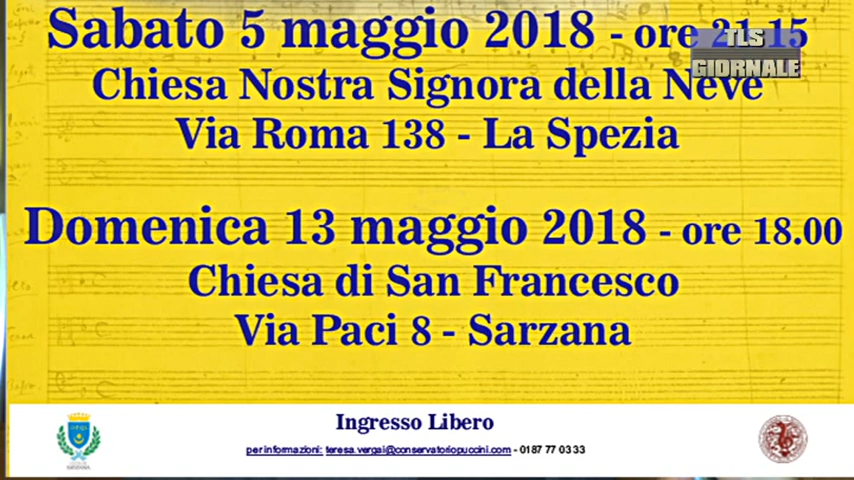 Sabato 5 maggio 2018 - ore 21.15
TLS
GIORNALE
Chiesa Nostra Signora della Neve
Via Roma 138 - La Spezia
Domenica 13 maggio 2018 - ore 18.00
Chiesa di San Francesco
Via Paci 8 - Sarzana
Ingresso Libero
per informazioni: teresa.vergai@conservatoriopuccini.com - 0187 77 03 33
SARZANA